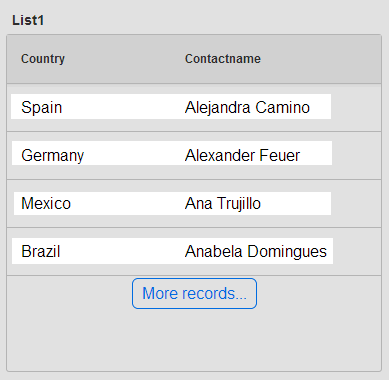 List1
Country Contactname
Spain Alejandra Camino
Germany Alexander Feuer
Mexico Ana Trujillo
Brazil Anabela Domingues
More records...